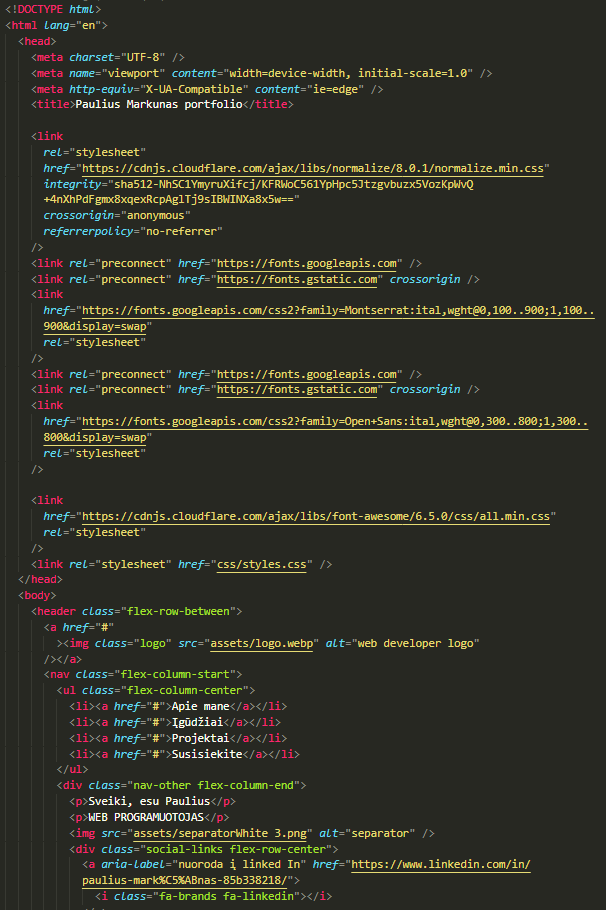 <!DOCTYPE html>
<html lang="en">
<head>
<meta charset="UTF-8" />
<meta name="viewport" content="width=device-width, initial-scale=1.0" />
<meta http-equiv="X-UA-Compatible" content="ie=edge" />
<title>Paulius Markunas portfolio</title>
<link
rel="stylesheet"
href="https://cdnjs.cloudflare.com/ajax/libs/normalize/8.0.1/normalize.min.css"
integrity="sha512-NhSC1YmyruXifcj/KFRWoC561YpHpc5Jtzgvbuzx5VozKpWvQ
+4nXhPdFgmx8xqexRcpAglTj9sIBWINXa8x5w=="
crossorigin="anonymous"
referrerpolicy="no-referrer"
/>
<link rel="preconnect" href="https://fonts.googleapis.com" />
<link rel="preconnect" href="https://fonts.gstatic.com" crossorigin />
<link
href="https://fonts.googleapis.com/css2?family=Montserrat:ital,wght@0,100..900;1,100..
900&display=swap"
rel="stylesheet"
/>
<link rel="preconnect" href="https://fonts.googleapis.com" />
<link rel="preconnect" href="https://fonts.gstatic.com" crossorigin />
<link
href="https://fonts.googleapis.com/css2?family=Open+Sans:ital,wght@0,300..800;1,300..
800&display=swap"
rel="stylesheet"
/>
<link
href="https://cdnjs.cloudflare.com/ajax/libs/font-awesome/6.5.0/css/all.min.css"
rel="stylesheet"
/>
<link rel="stylesheet" href="css/styles.css" />
</head>
<body>
<header class="flex-row-between">
<a href="#"
><img class="logo" src="assets/logo.webp" alt="web developer logo"
/></a>
<nav class="flex-column-start">
<ul class="flex-column-center">
<li><a href="#">Apie mane</a></li>
<li><a href="#">Įgūdžiai</a></li>
<li><a href="#">Projektai</a></li>
<li><a href="#">Susisiekite</a></li>
</ul>
<div class="nav-other flex-column-end">
<p>Sveiki, esu Paulius</p>
<p>WEB PROGRAMUOTOJAS</p>
<img src="assets/separatorWhite 3.png" alt="separator" />
<div class="social-links flex-row-center">
<a aria-label="nuoroda į linked In" href="https://www.linkedin.com/in/
paulius-mark%C5%ABnas-85b338218/">
<i class="fa-brands fa-linkedin"></i>